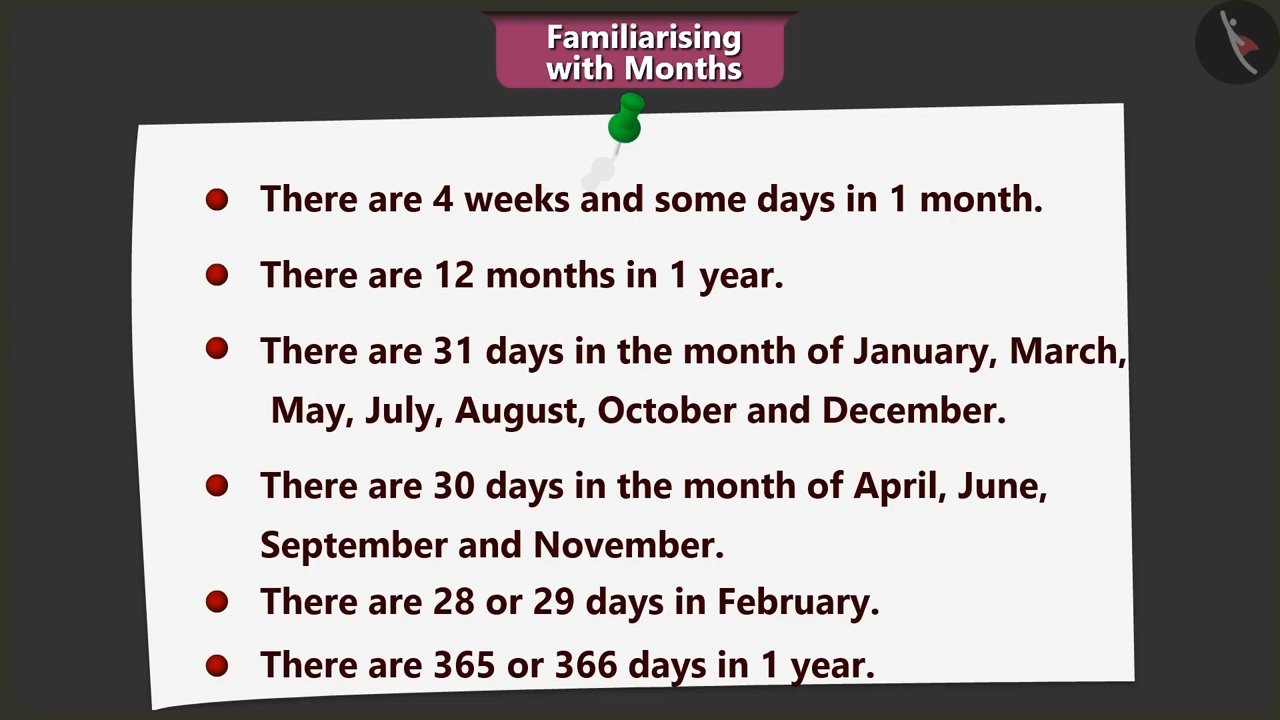 Familiarising
with Months
There are 4 weeks and some days in 1 month.
There are 12 months in 1 year.
There are 31 days in the month of January, March,
May, July, August, October and December.
There are 30 days in the month of April, June,
September and November.
There are 28 or 29 days in February.
There are 365 or 366 days in 1 year.